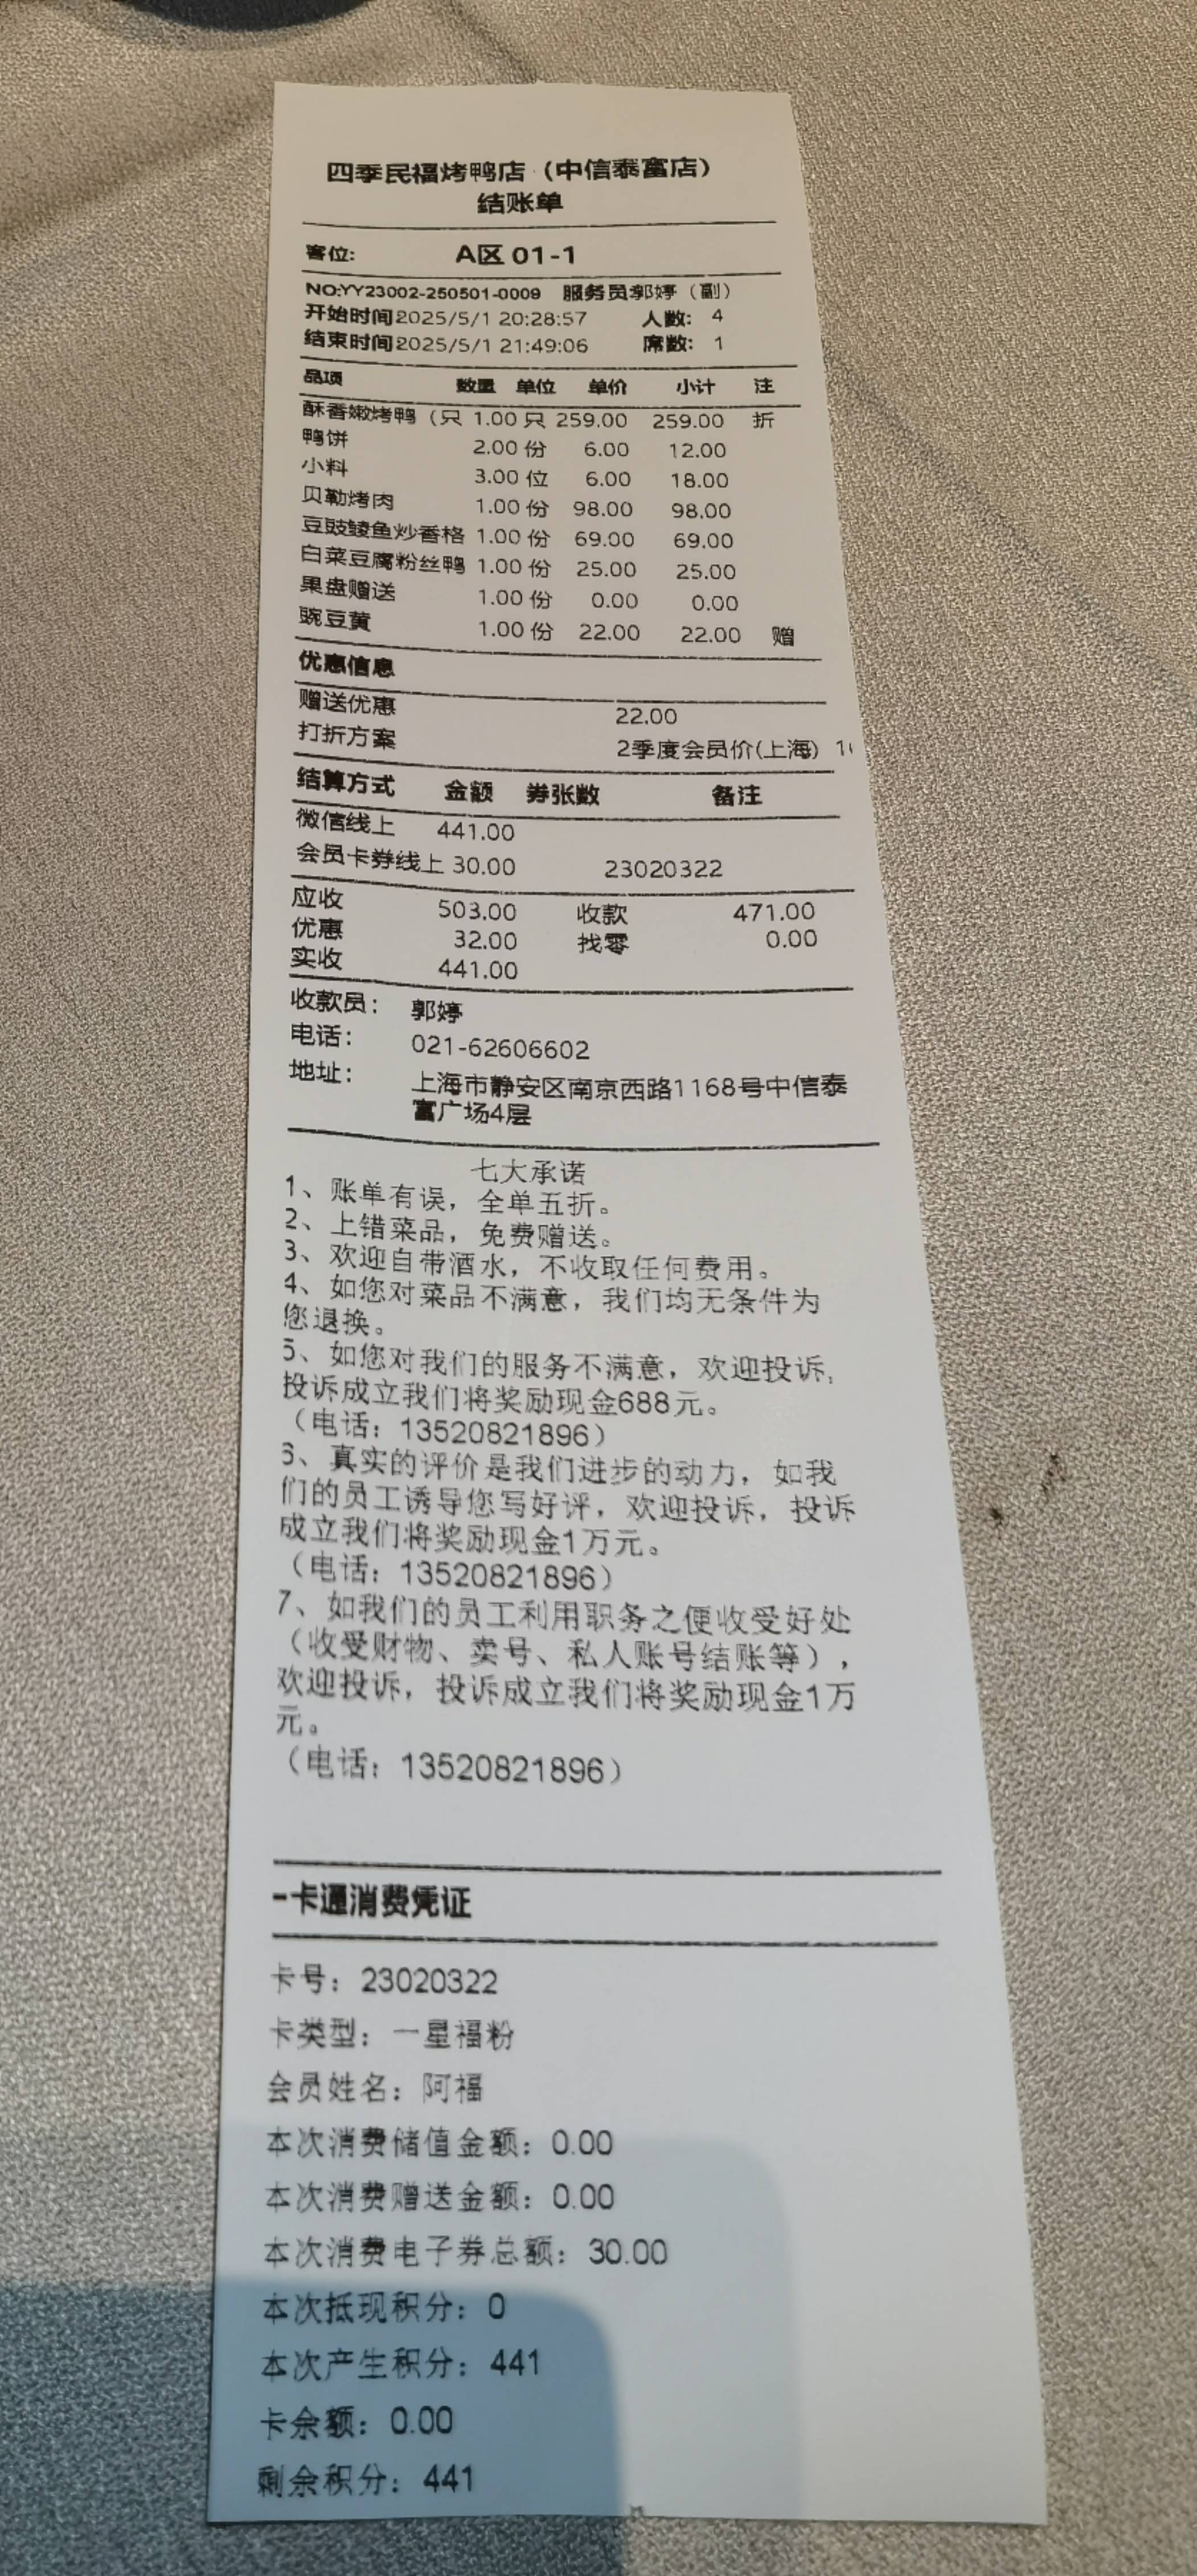 四季民福烤鸭店（中信泰富店）
结账单
客位: A区 01-1
NO:YY23002-250501-0009 服务员郭婷（副）
开始时间2025/5/1 20:28:57 人数: 4
结束时间2025/5/1 21:49:06 席数: 1
品项 数量 单位 单价 小计 注
酥香嫩烤鸭（只 1.00 只 259.00 259.00 折
鸭饼 2.00 份 6.00 12.00
小料 3.00 位 6.00 18.00
贝勒烤肉 1.00 份 98.00 98.00
豆豉鲮鱼炒香格 1.00 份 69.00 69.00
白菜豆腐粉丝鸭 1.00 份 25.00 25.00
果盘赠送 1.00 份 0.00 0.00
豌豆黄 1.00 份 22.00 22.00 赠
优惠信息
赠送优惠 22.00
打折方案 2季度会员价(上海)
结算方式 金额 券张数 备注
微信线上 441.00
会员卡券线上 30.00 23020322
应收 503.00 收款 471.00
优惠 32.00 找零 0.00
实收 441.00
收款员: 郭婷
电话: 021-62606602
地址: 上海市静安区南京西路1168号中信泰
富广场4层
七大承诺
1、账单有误，全单五折。
2、上错菜品，免费赠送。
3、欢迎自带酒水，不收取任何费用。
4、如您对菜品不满意，我们均无条件为
您退换。
5、如您对我们的服务不满意，欢迎投诉，
投诉成立我们将奖励现金688元。
（电话：13520821896）
6、真实的评价是我们进步的动力，如我
们的员工诱导您写好评，欢迎投诉，投诉
成立我们将奖励现金1万元。
（电话：13520821896）
7、如我们的员工利用职务之便收受好处
（收受财物、卖号、私人账号结账等），
欢迎投诉，投诉成立我们将奖励现金1万
元。
（电话：13520821896）
一卡通消费凭证
卡号：23020322
卡类型：一星福粉
会员姓名：阿福
本次消费储值金额：0.00
本次消费赠送金额：0.00
本次消费电子券总额：30.00
本次抵现积分：0
本次产生积分：441
卡余额：0.00
剩余积分：441